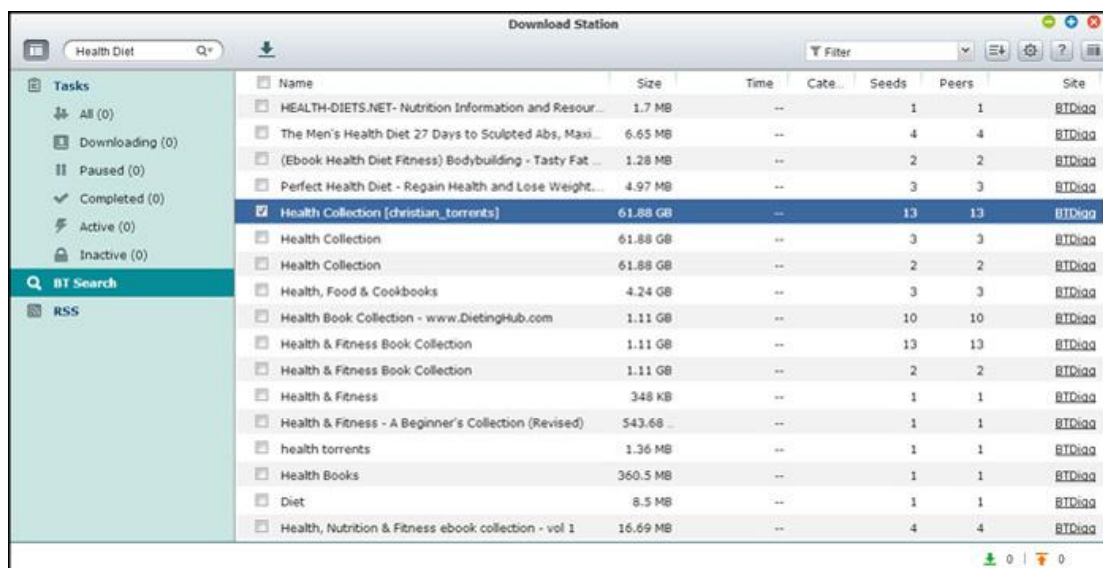 Download Station
Health Diet
Filter
Tasks
All (0)
Downloading (0)
Paused (0)
Completed (0)
Active (0)
Inactive (0)
BT Search
RSS
Name Size Time Cate... Seeds Peers Site
HEALTH-DIETS.NET- Nutrition Information and Resour... 1.7 MB -- 1 1 BTDigg
The Men's Health Diet 27 Days to Sculpted Abs, Maxi... 6.65 MB -- 4 4 BTDigg
(Ebook Health Diet Fitness) Bodybuilding - Tasty Fat ... 1.28 MB -- 2 2 BTDigg
Perfect Health Diet - Regain Health and Lose Weight,... 4.97 MB -- 3 3 BTDigg
Health Collection [christian_torrents] 61.88 GB -- 13 13 BTDigg
Health Collection 61.88 GB -- 3 3 BTDigg
Health Collection 61.88 GB -- 2 2 BTDigg
Health, Food & Cookbooks 4.24 GB -- 3 3 BTDigg
Health Book Collection - www.DietingHub.com 1.11 GB -- 10 10 BTDigg
Health & Fitness Book Collection 1.11 GB -- 13 13 BTDigg
Health & Fitness Book Collection 1.11 GB -- 2 2 BTDigg
Health & Fitness 348 KB -- 1 1 BTDigg
Health & Fitness - A Beginner's Collection (Revised) 543.68 ... -- 1 1 BTDigg
health torrents 1.36 MB -- 1 1 BTDigg
Health Books 360.5 MB -- 1 1 BTDigg
Diet 8.5 MB -- 1 1 BTDigg
Health, Nutrition & Fitness ebook collection - vol 1 16.69 MB -- 4 4 BTDigg
0 | 0